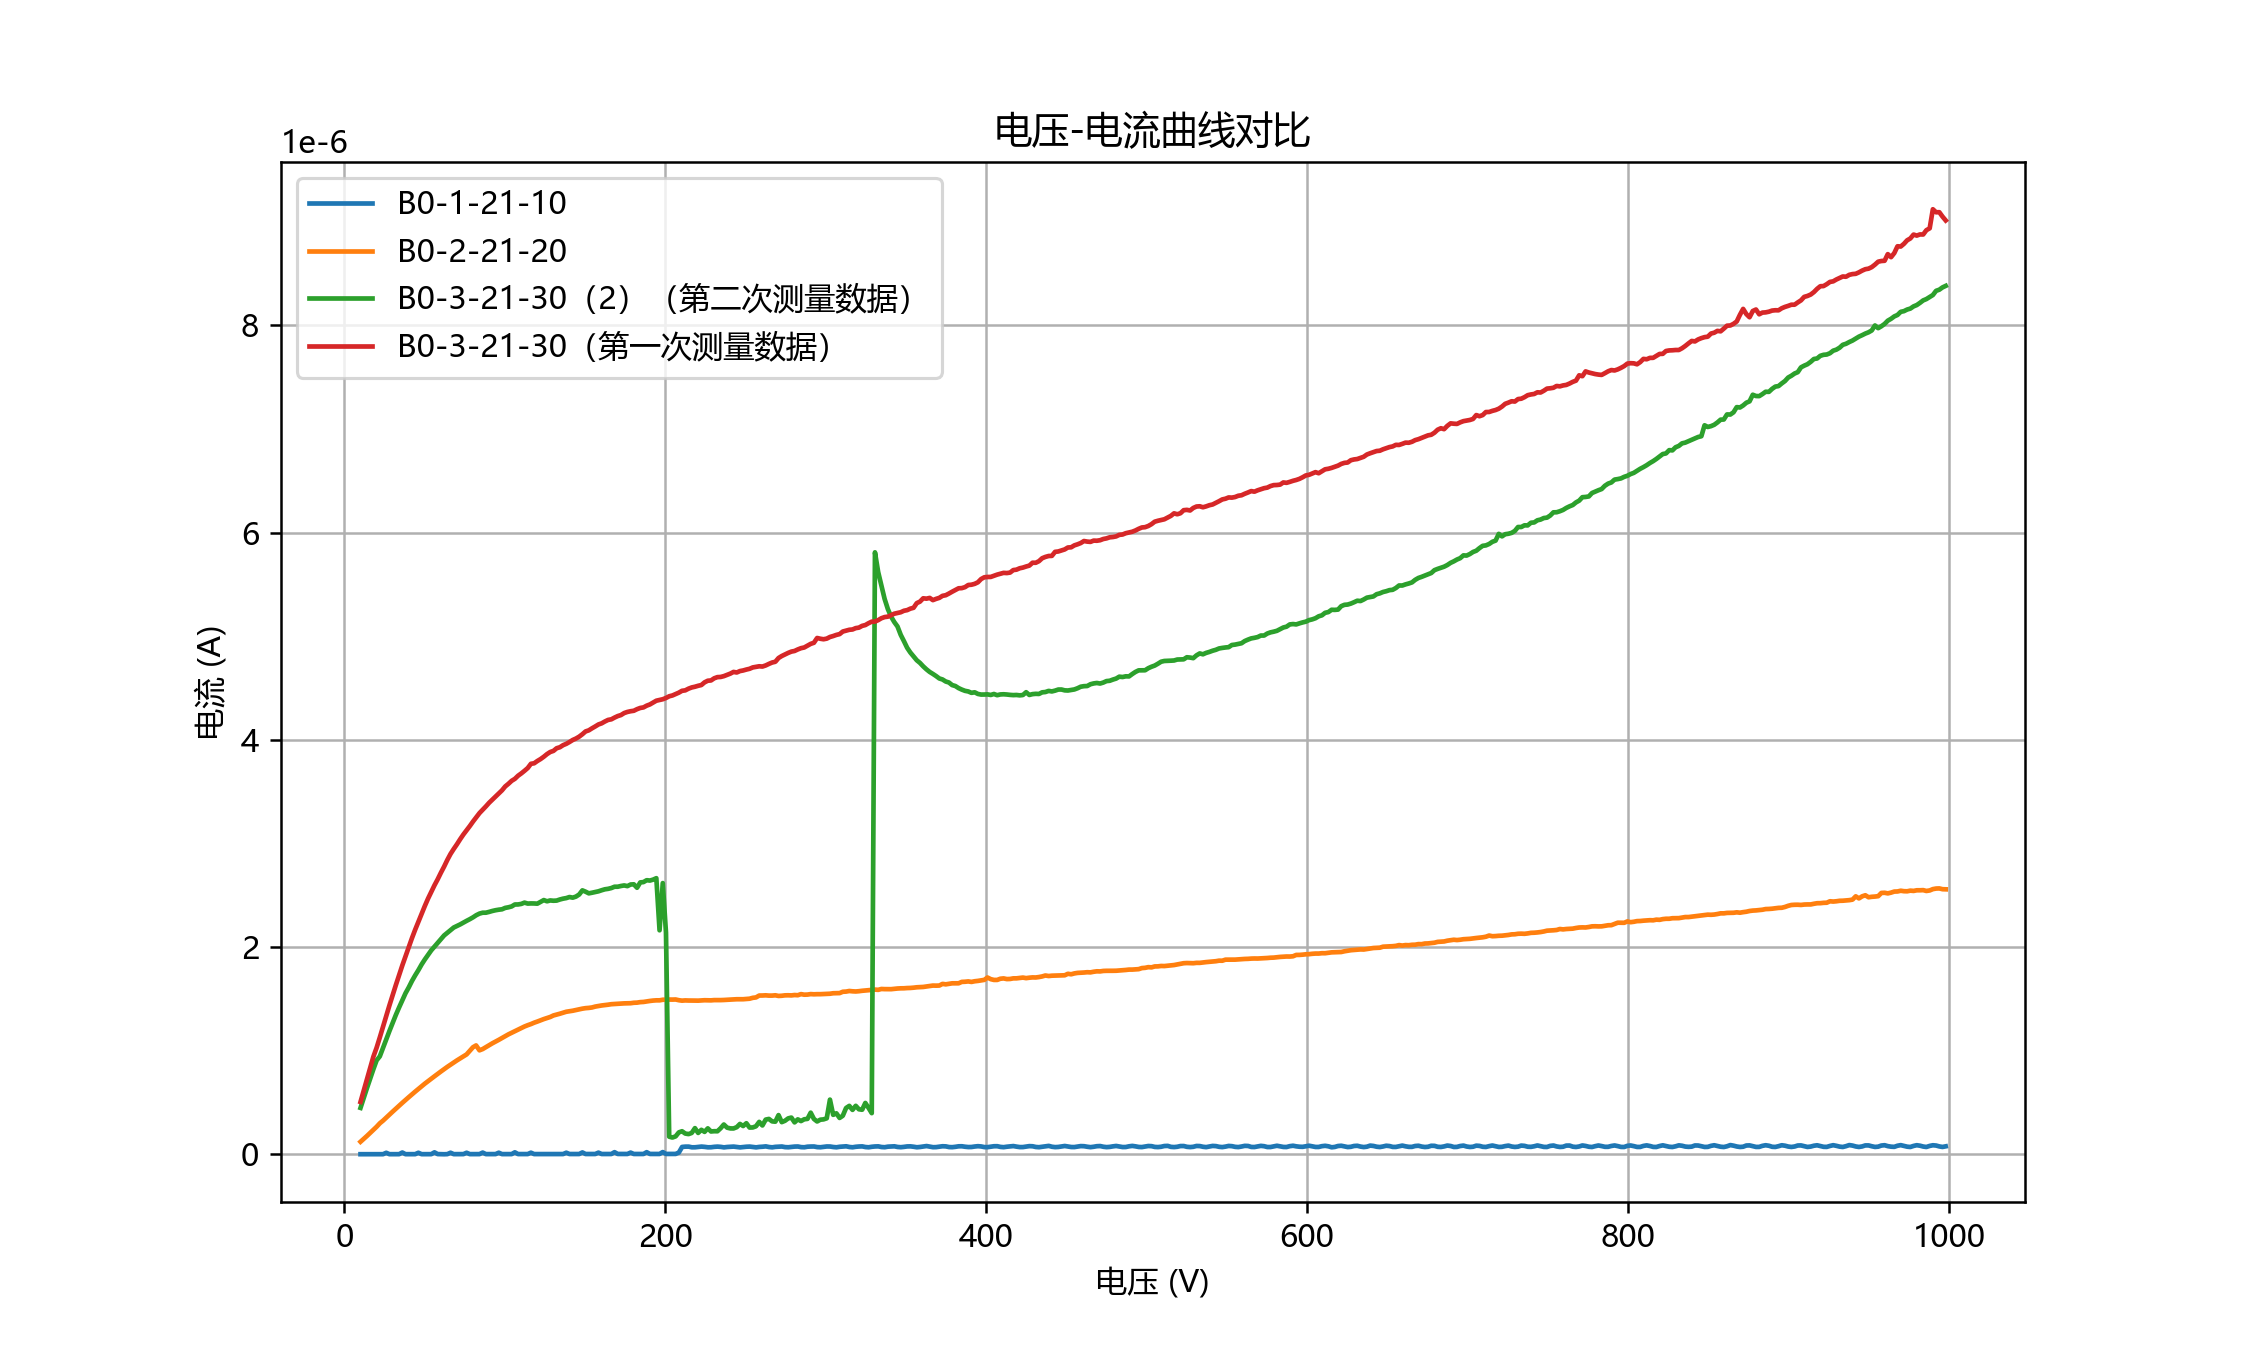 电压-电流曲线对比
1e-6
B0-1-21-10
B0-2-21-20
B0-3-21-30（2）（第二次测量数据）
B0-3-21-30（第一次测量数据）
8
6
4
2
0
电流 (A)
0 200 400 600 800 1000
电压 (V)